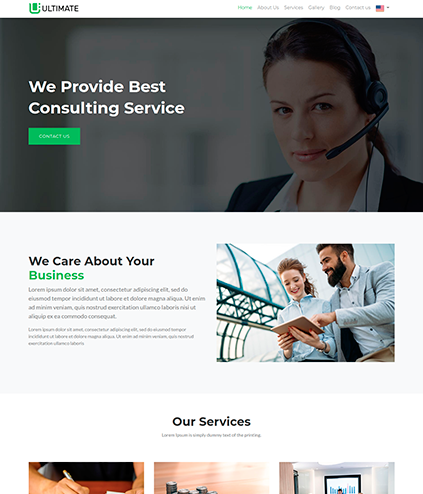 ULTIMATE
Home About Us Services Gallery Blog Contact us
We Provide Best
Consulting Service
CONTACT US
We Care About Your
Business
Lorem ipsum dolor sit amet, consectetur adipiscing elit, sed do
eiusmod tempor incididunt ut labore et dolore magna aliqua. Ut enim
ad minim veniam, quis nostrud exercitation ullamco laboris nisi ut
aliquip ex ea commodo consequat.
Lorem ipsum dolor sit amet, consectetur adipiscing elit, sed do eiusmod tempor
incididunt ut labore et dolore magna aliqua. Ut enim ad minim veniam, quis nostrud
exercitation ullamco laboris
Our Services
Lorem Ipsum is simply dummy text of the printing